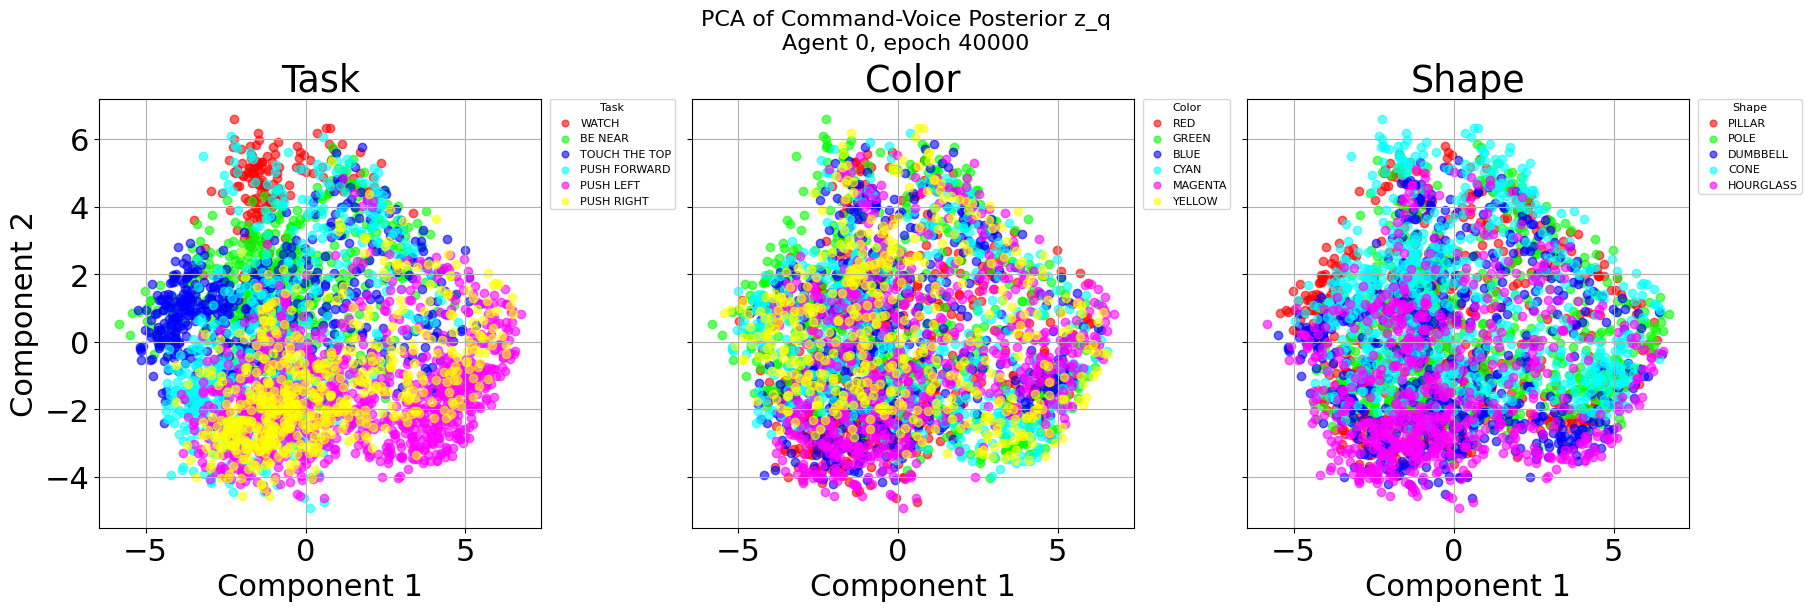 PCA of Command-Voice Posterior z_q
Agent 0, epoch 40000
Task
Color
Shape
Component 2
6
4
2
0
−2
−4
−5 0 5
Component 1
Task
WATCH
BE NEAR
TOUCH THE TOP
PUSH FORWARD
PUSH LEFT
PUSH RIGHT
−5 0 5
Component 1
Color
RED
GREEN
BLUE
CYAN
MAGENTA
YELLOW
−5 0 5
Component 1
Shape
PILLAR
POLE
DUMBBELL
CONE
HOURGLASS